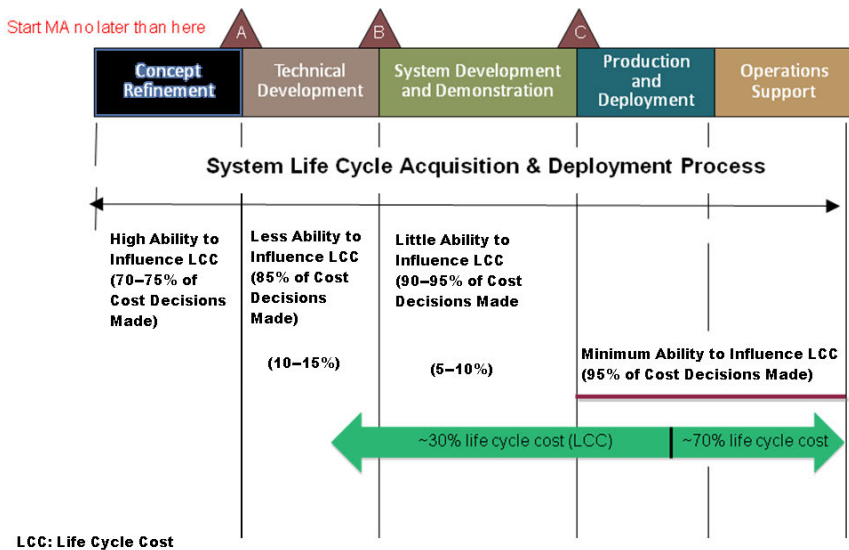 Start MA no later than here
A
B
C
Concept
Refinement
Technical
Development
System Development
and Demonstration
Production
and
Deployment
Operations
Support
System Life Cycle Acquisition & Deployment Process
High Ability to
Influence LCC
(70–75% of
Cost Decisions
Made)
Less Ability to
Influence LCC
(85% of Cost
Decisions
Made)
(10–15%)
Little Ability to
Influence LCC
(90–95% of Cost
Decisions Made
(5–10%)
Minimum Ability to Influence LCC
(95% of Cost Decisions Made)
~30% life cycle cost (LCC)
~70% life cycle cost
LCC: Life Cycle Cost